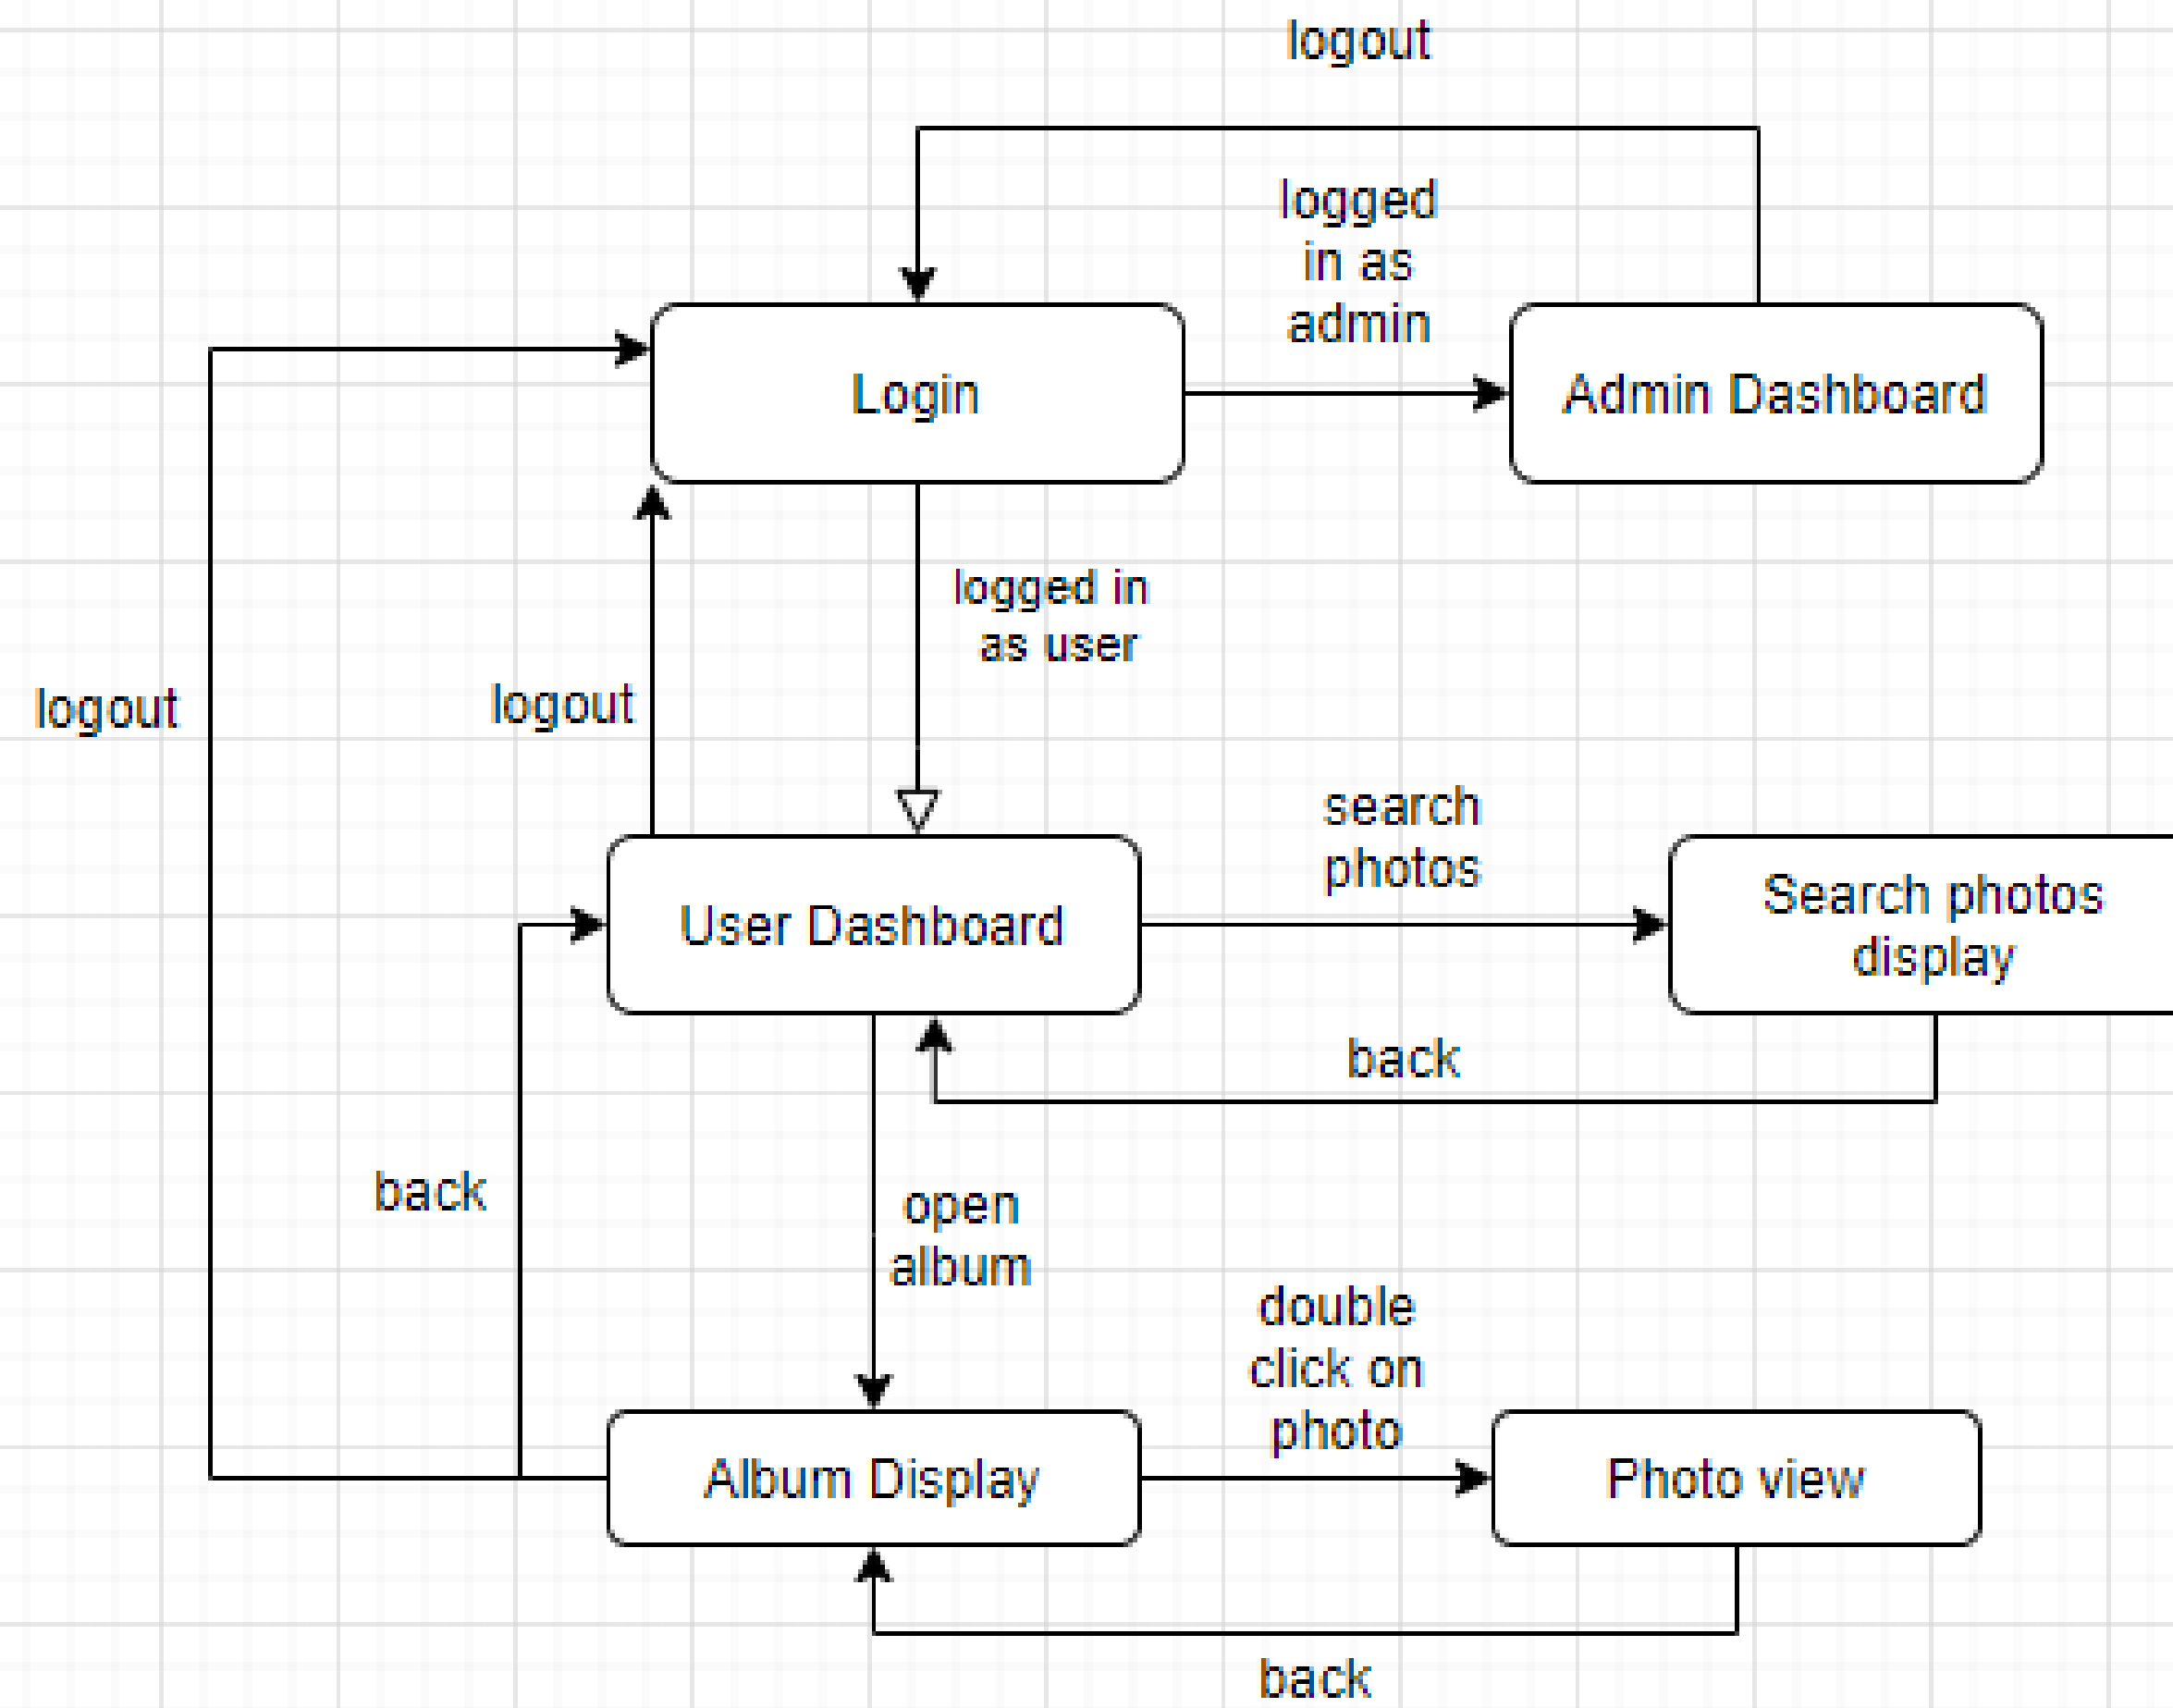 logout
logged
in as
admin
Login
Admin Dashboard
logged in
as user
logout
logout
search
photos
User Dashboard
Search photos
display
back
back
open
album
double
click on
photo
Album Display
Photo view
back